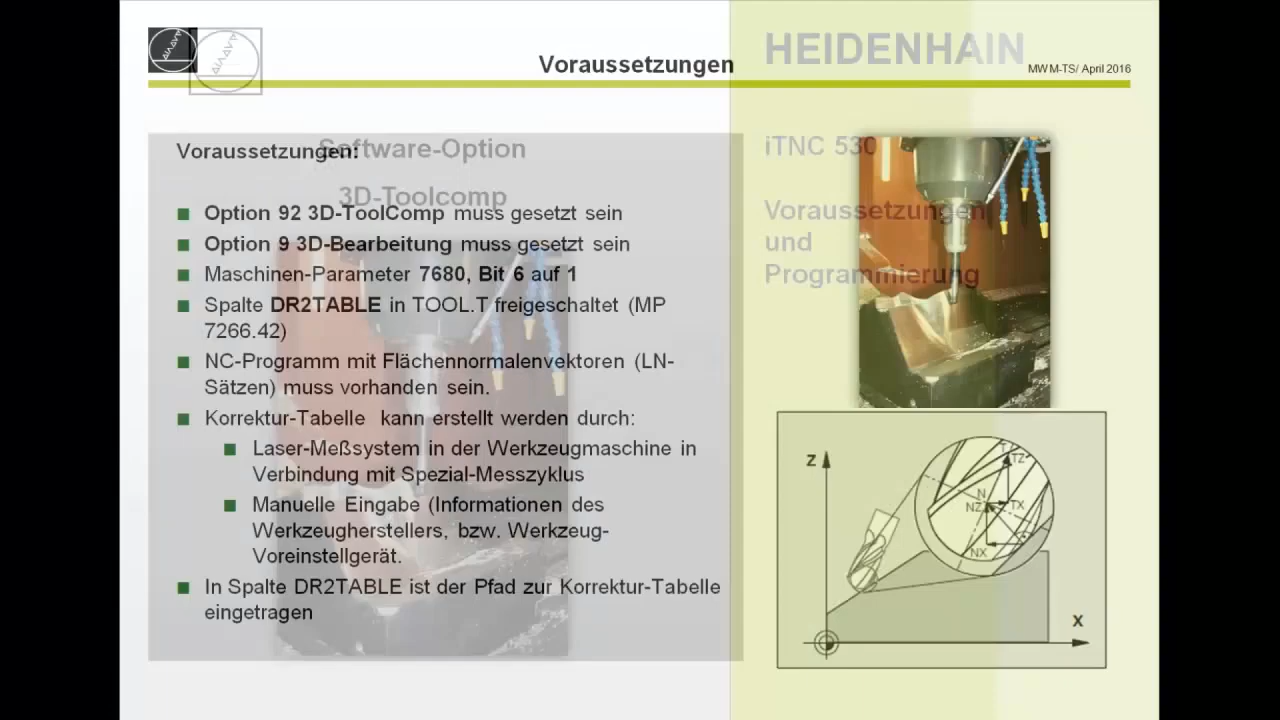 HEIDENHAIN
Voraussetzungen
MWM-TS/ April 2016
Voraussetzungen:
Software-Option
3D-Toolcomp
Option 92 3D-ToolComp muss gesetzt sein
Option 9 3D-Bearbeitung muss gesetzt sein
Maschinen-Parameter 7680, Bit 6 auf 1
Spalte DR2TABLE in TOOL.T freigeschaltet (MP
7266.42)
NC-Programm mit Flächennormalenvektoren (LN-
Sätzen) muss vorhanden sein.
Korrektur-Tabelle kann erstellt werden durch:
Laser-Meßsystem in der Werkzeugmaschine in
Verbindung mit Spezial-Messzyklus
Manuelle Eingabe (Informationen des
Werkzeugherstellers, bzw. Werkzeug-
Voreinstellgerät.
In Spalte DR2TABLE ist der Pfad zur Korrektur-Tabelle
eingetragen
iTNC 530
Voraussetzungen
und
Programmierung
Z
TZ
N
NZ
TX
NX
X